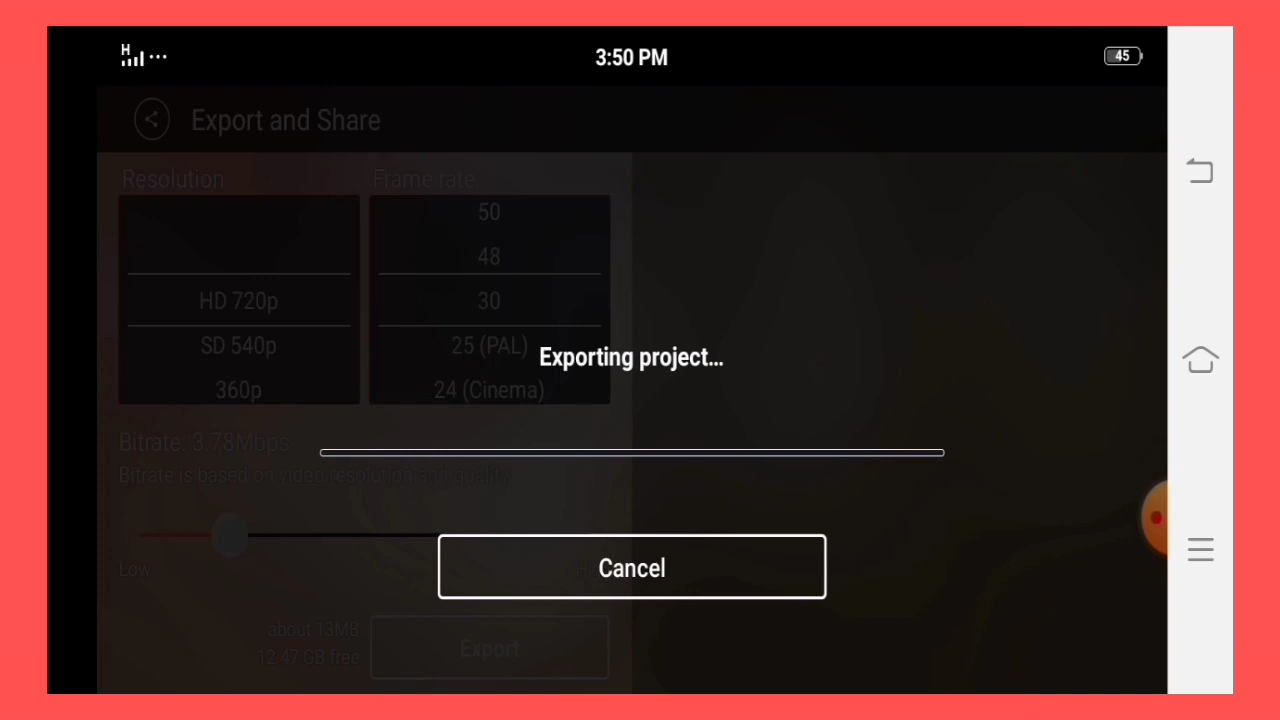 H
3:50 PM
45
Export and Share
Resolution
Frame rate
50
48
HD 720p
30
SD 540p
25 (PAL)
360p
24 (Cinema)
Exporting project...
Bitrate: 3.78Mbps
Bitrate is based on video resolution and quality
Low
Cancel
about 13MB
12.47 GB free
Export